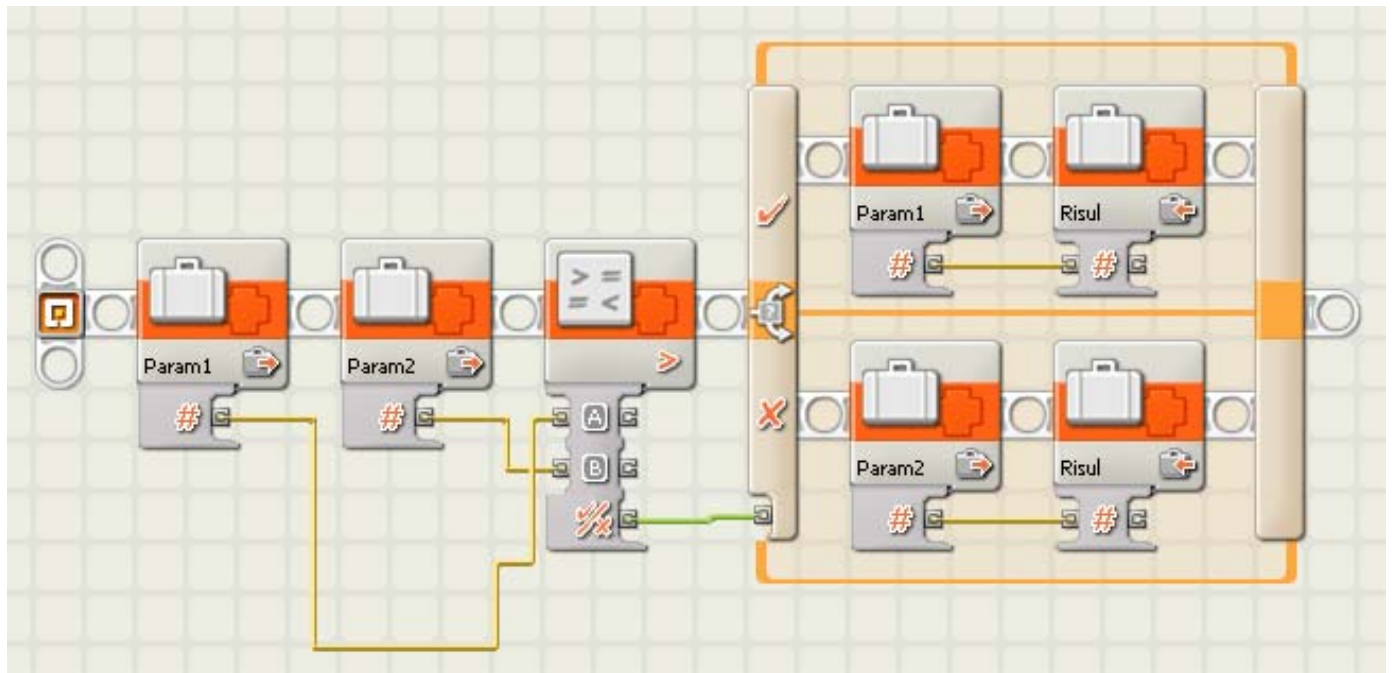 Param1
Risul
Param1
Param2
> =
= <
>
Param2
Risul
#
#
#
#
A
B
#
#